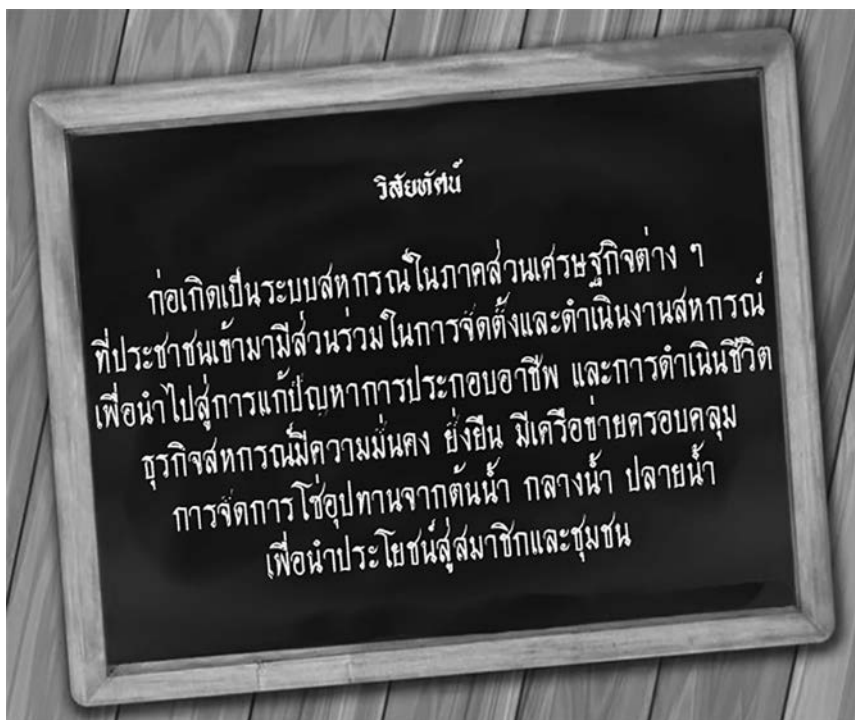 วิสัยทัศน์
ก่อเกิดเป็นระบบสหกรณ์ในภาคส่วนเศรษฐกิจต่าง ๆ
ที่ประชาชนเข้ามามีส่วนร่วมในการจัดตั้งและดำเนินงานสหกรณ์
เพื่อนำไปสู่การแก้ปัญหาการประกอบอาชีพ และการดำเนินชีวิต
ธุรกิจสหกรณ์มีความมั่นคง ยั่งยืน มีเครือข่ายครอบคลุม
การจัดการโซ่อุปทานจากต้นน้ำ กลางน้ำ ปลายน้ำ
เพื่อนำประโยชน์สู่สมาชิกและชุมชน